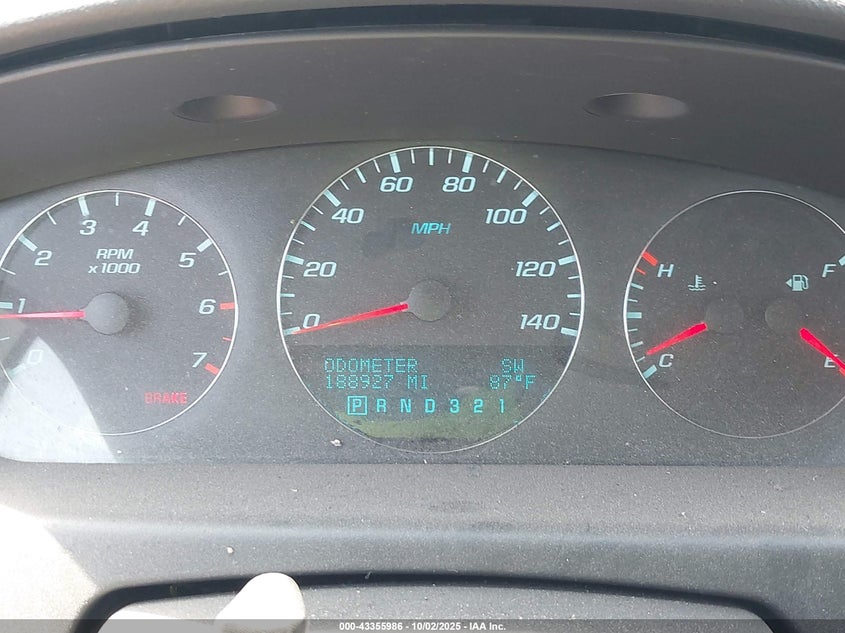 0 1 2 3 4 5 6 7
RPM
x1000
BRAKE
0 20 40 60 80 100 120 140
MPH
ODOMETER SW
188927 MI 87°F
P R N D 3 2 1
H
C
F
E
000-43355986 - 10/02/2025 - IAA Inc.